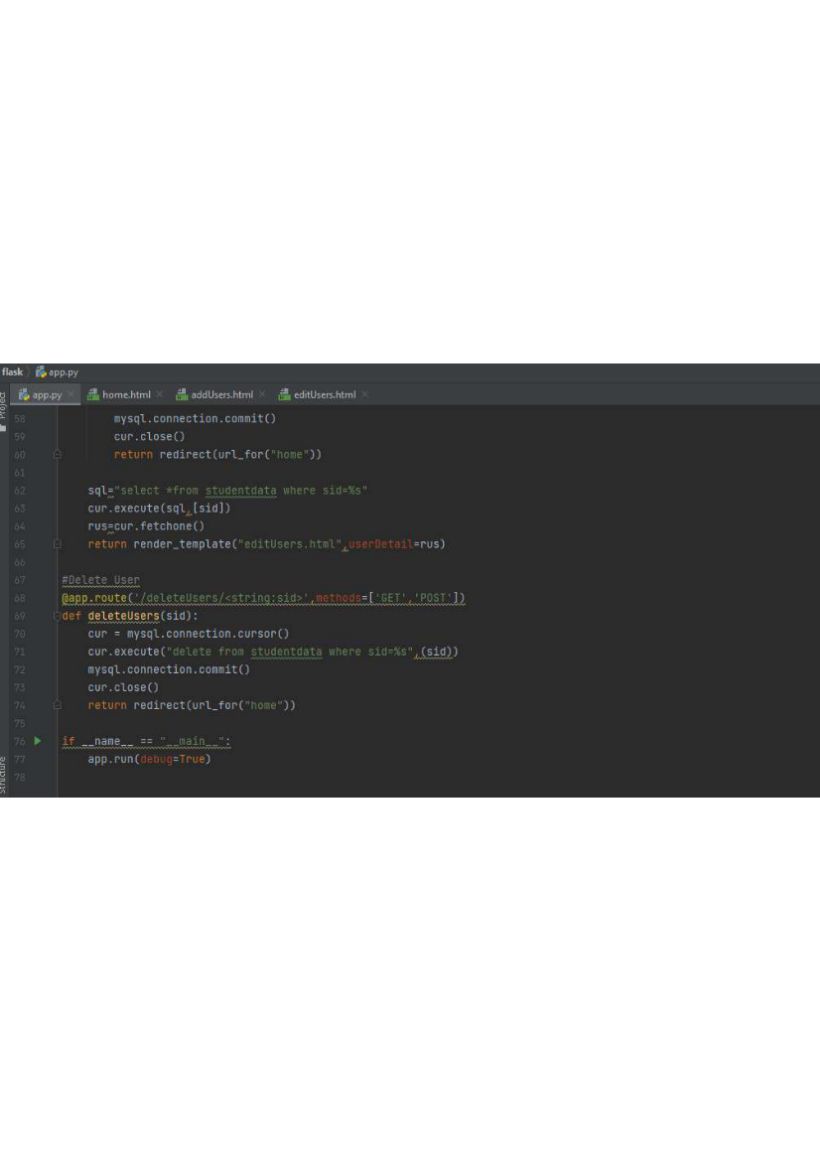 flask app.py
app.py home.html addUsers.html editUsers.html
Project
58 mysql.connection.commit()
59 cur.close()
60 return redirect(url_for("home"))
61
62 sql="select *from studentdata where sid=%s"
63 cur.execute(sql,[sid])
64 rus=cur.fetchone()
65 return render_template("editUsers.html",userDetail=rus)
66
67 #Delete User
68 @app.route('/deleteUsers/<string:sid>',methods=['GET','POST'])
69 def deleteUsers(sid):
70 cur = mysql.connection.cursor()
71 cur.execute("delete from studentdata where sid=%s",(sid))
72 mysql.connection.commit()
73 cur.close()
74 return redirect(url_for("home"))
75
76 if __name__ == "__main__":
77 app.run(debug=True)
78
Structure